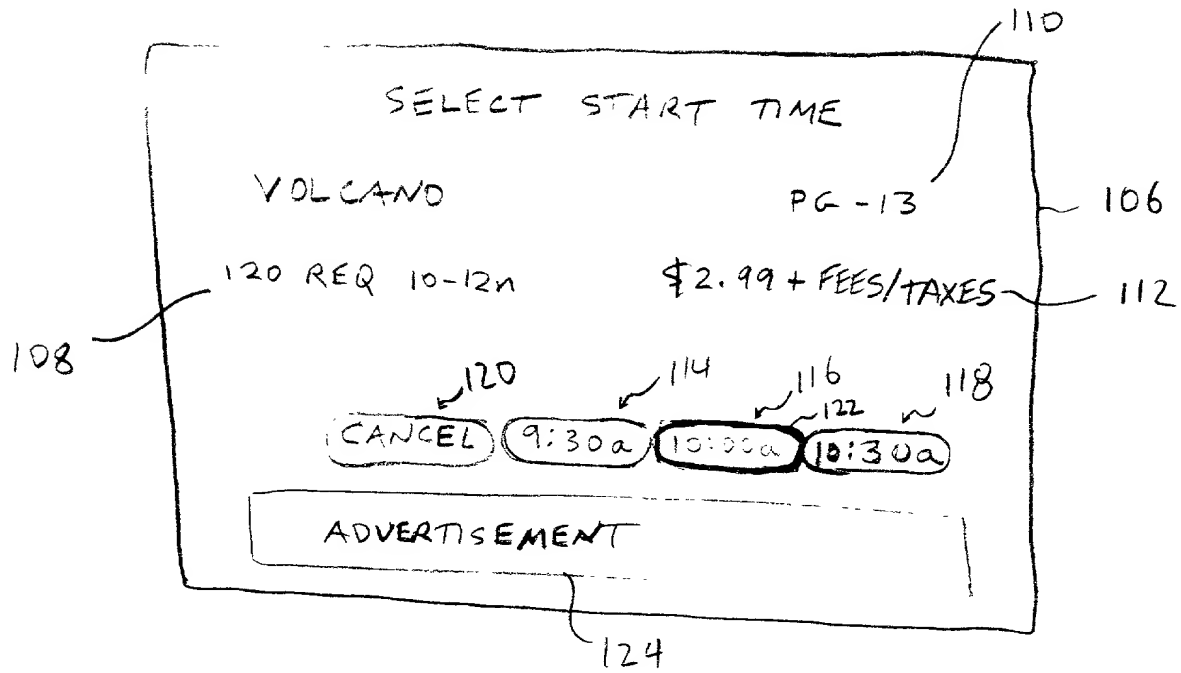 110
SELECT START TIME
VOLCANO PG-13 106
120 REQ 10-12n $2.99 + FEES/TAXES 112
108
120 114 116 118
122
CANCEL 9:30a 10:00a 10:30a
ADVERTISEMENT
124